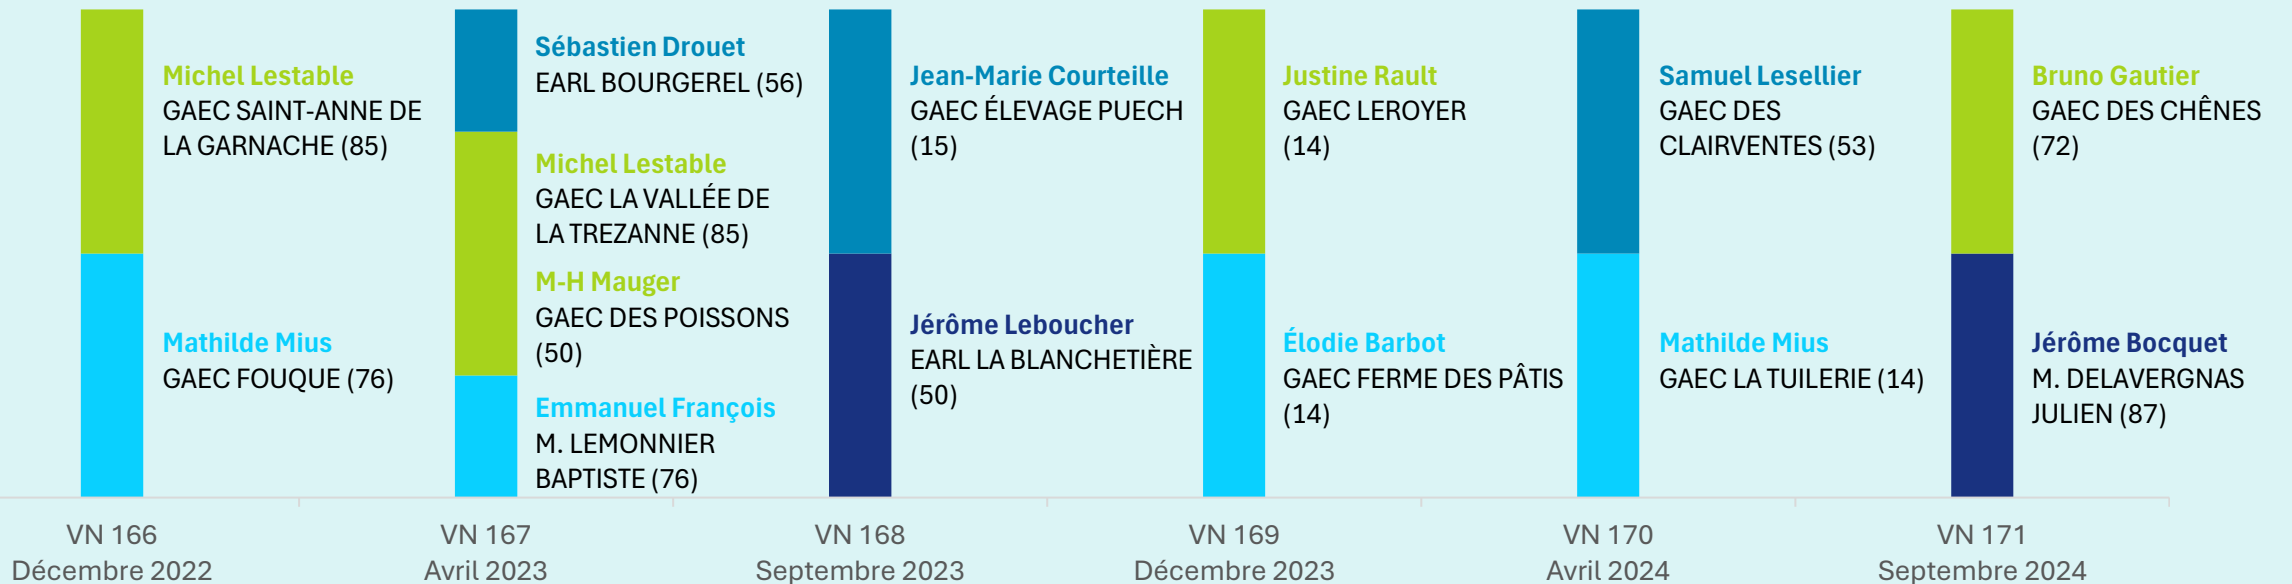 Michel Lestable
GAEC SAINT-ANNE DE
LA GARNACHE (85)
Mathilde Mius
GAEC FOUQUE (76)
Sébastien Drouet
EARL BOURGEREL (56)
Michel Lestable
GAEC LA VALLÉE DE
LA TREZANNE (85)
M-H Mauger
GAEC DES POISSONS
(50)
Emmanuel François
M. LEMONNIER
BAPTISTE (76)
Jean-Marie Courteille
GAEC ÉLEVAGE PUECH
(15)
Jérôme Leboucher
EARL LA BLANCHETIÈRE
(50)
Justine Rault
GAEC LEROYER
(14)
Élodie Barbot
GAEC FERME DES PÂTIS
(14)
Samuel Lesellier
GAEC DES
CLAIRVENTES (53)
Mathilde Mius
GAEC LA TUILERIE (14)
Bruno Gautier
GAEC DES CHÊNES
(72)
Jérôme Bocquet
M. DELAVERGNAS
JULIEN (87)
VN 166
Décembre 2022
VN 167
Avril 2023
VN 168
Septembre 2023
VN 169
Décembre 2023
VN 170
Avril 2024
VN 171
Septembre 2024